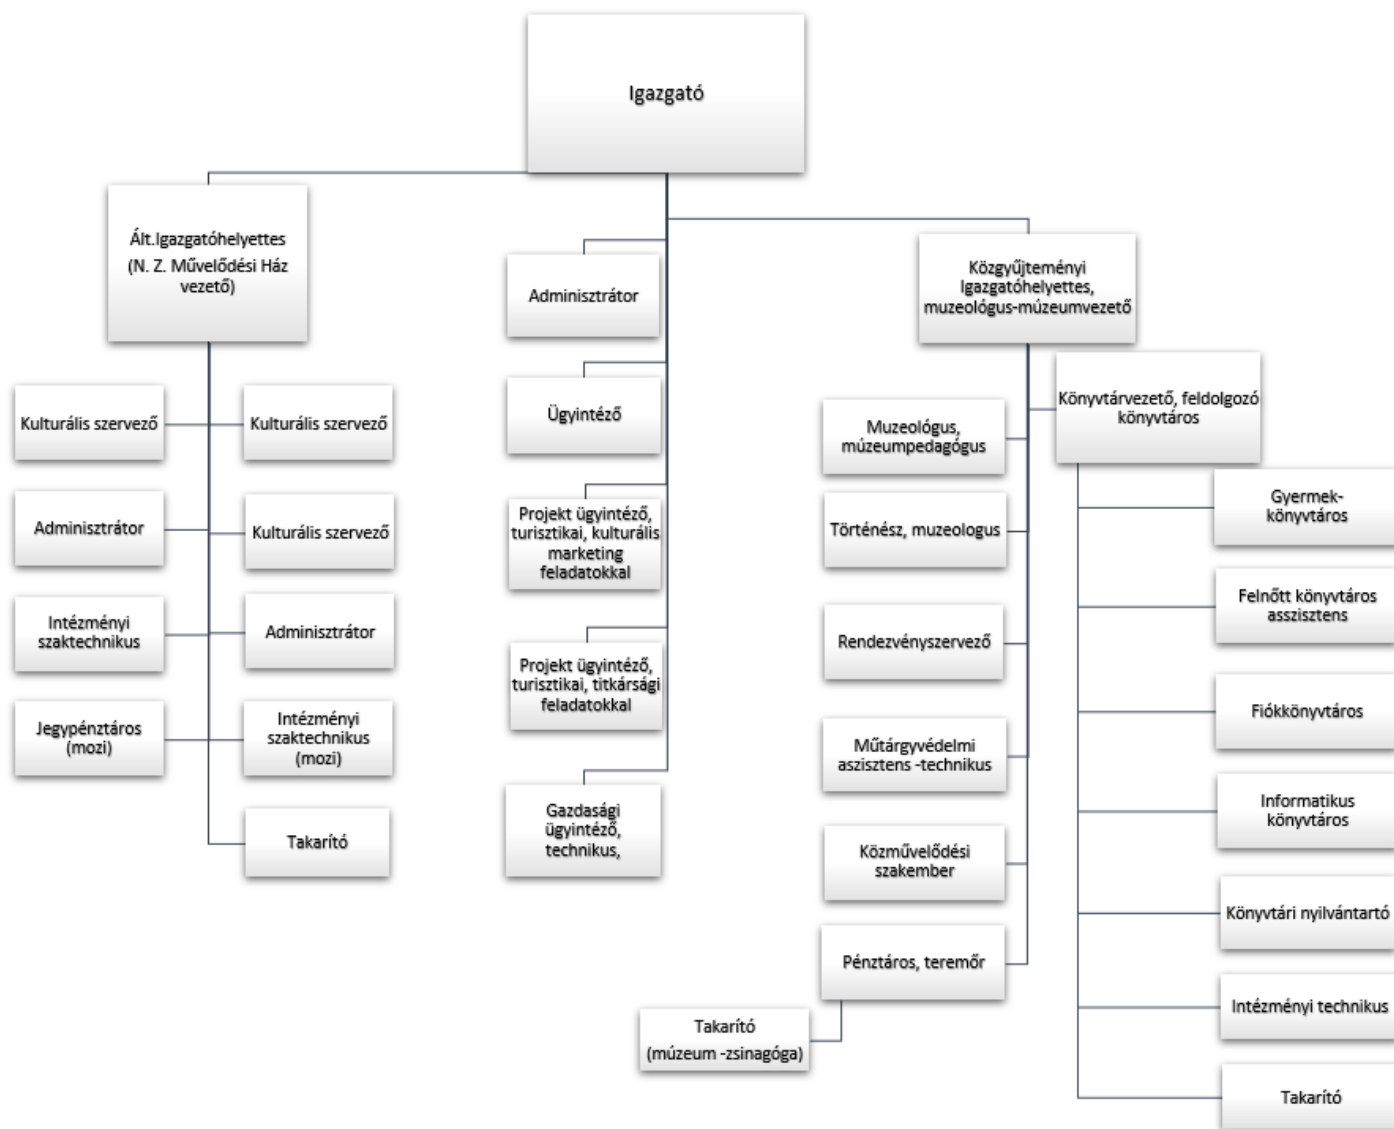 Igazgató
Ált.Igazgatóhelyettes
(N. Z. Művelődési Ház
vezető)
Kulturális szervező
Kulturális szervező
Adminisztrátor
Kulturális szervező
Intézményi
szaktechnikus
Adminisztrátor
Jegypénztáros
(mozi)
Intézményi
szaktechnikus
(mozi)
Takarító
Adminisztrátor
Ügyintéző
Projekt ügyintéző,
turisztikai, kulturális
marketing
feladatokkal
Projekt ügyintéző,
turisztikai, titkársági
feladatokkal
Gazdasági
ügyintéző,
technikus,
Közgyűjteményi
Igazgatóhelyettes,
muzeológus-múzeumvezető
Muzeológus,
múzeumpedagógus
Történész, muzeologus
Rendezvényszervező
Műtárgyvédelmi
aszisztens -technikus
Közművelődési
szakember
Pénztáros, teremőr
Takarító
(múzeum -zsinagóga)
Könyvtárvezető, feldolgozó
könyvtáros
Gyermek-
könyvtáros
Felnőtt könyvtáros
asszisztens
Fiókkönyvtáros
Informatikus
könyvtáros
Könyvtári nyilvántartó
Intézményi technikus
Takarító